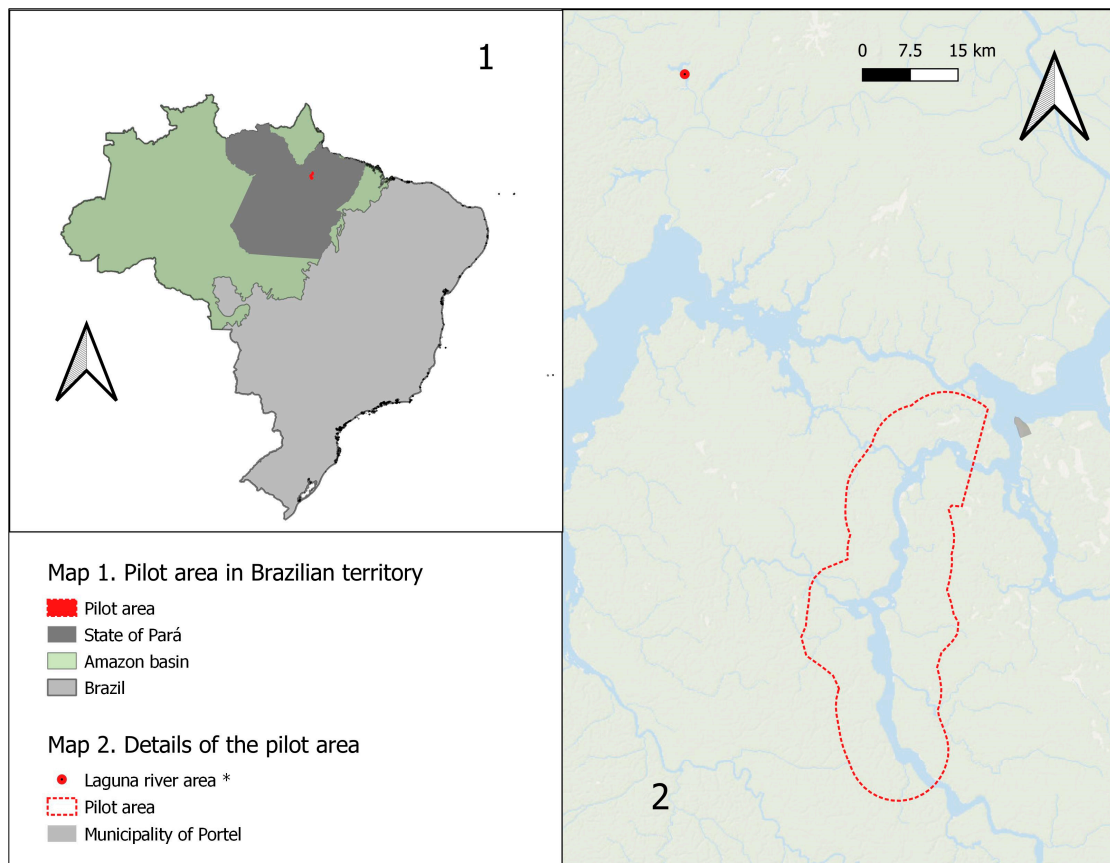 1
0 7.5 15 km
Map 1. Pilot area in Brazilian territory
Pilot area
State of Pará
Amazon basin
Brazil
Map 2. Details of the pilot area
Laguna river area *
Pilot area
Municipality of Portel
2